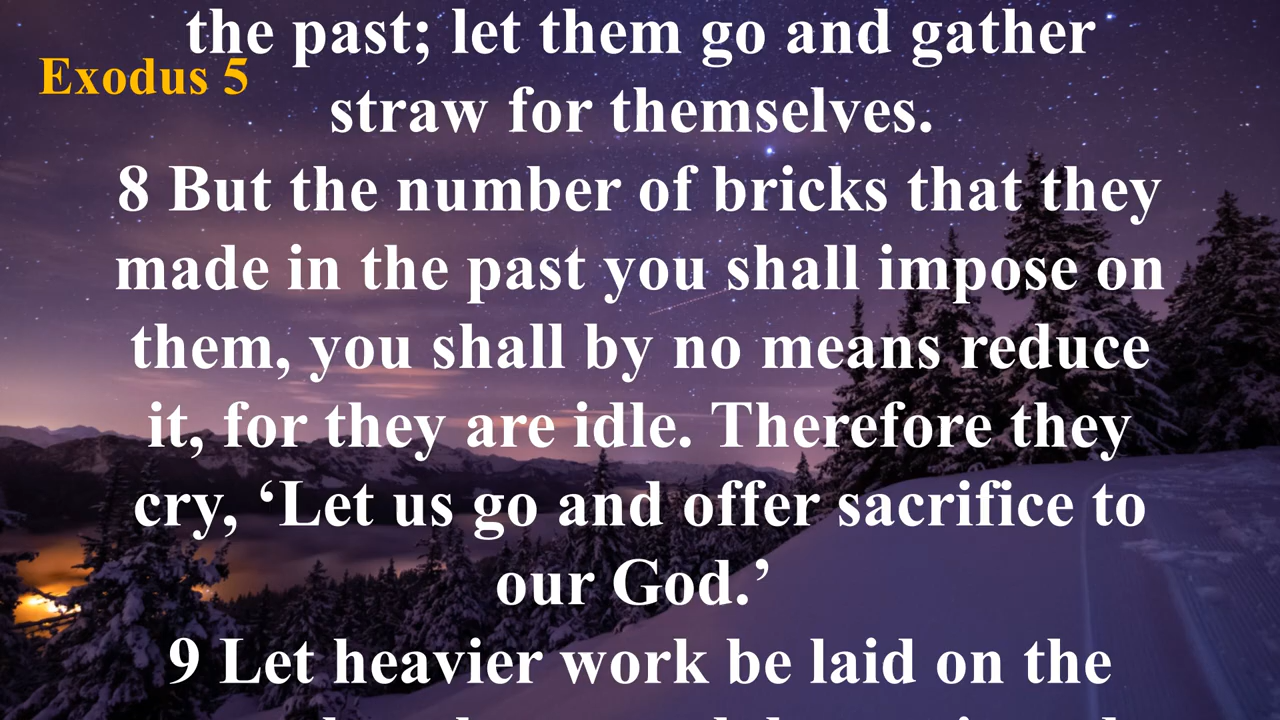 the past; let them go and gather
Exodus 5
straw for themselves.
8 But the number of bricks that they
made in the past you shall impose on
them, you shall by no means reduce
it, for they are idle. Therefore they
cry, ‘Let us go and offer sacrifice to
our God.’
9 Let heavier work be laid on the